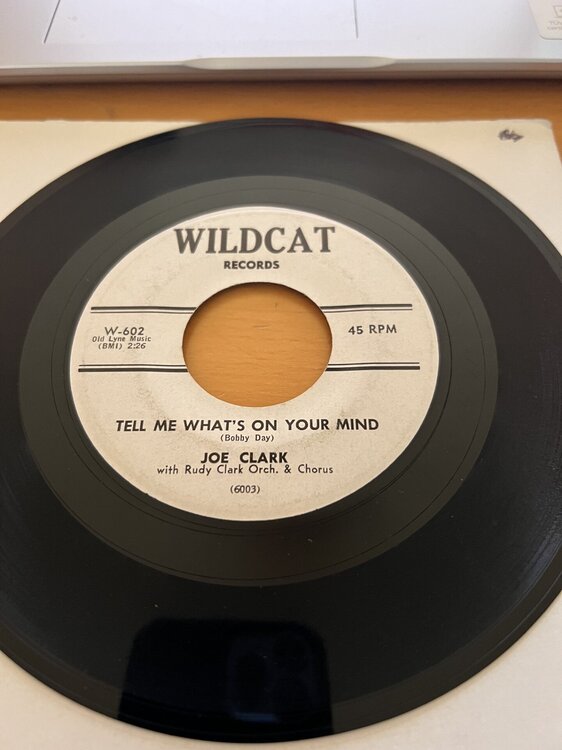 WILDCAT
RECORDS
W-602
Old Lyne Music
(BMI) 2:26
45 RPM
TELL ME WHAT'S ON YOUR MIND
(Bobby Day)
JOE CLARK
with Rudy Clark Orch. & Chorus
(6003)